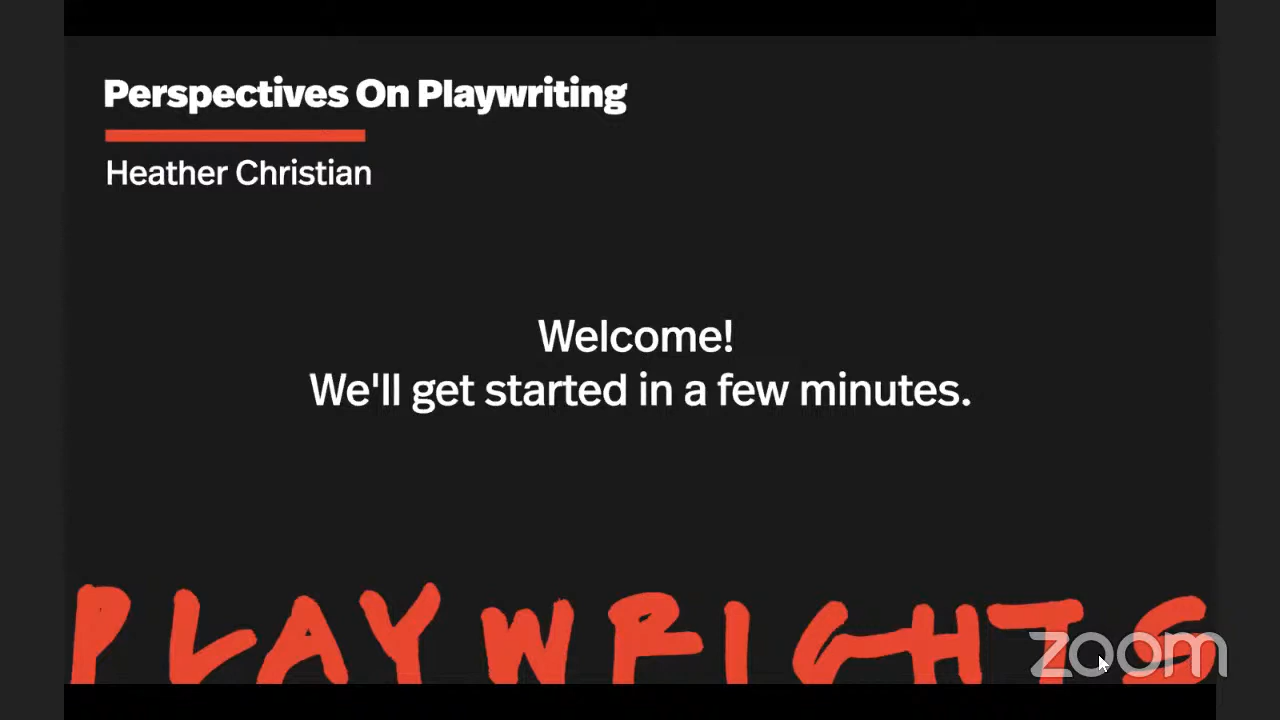 Perspectives On Playwriting
Heather Christian
Welcome!
We'll get started in a few minutes.
PLAYWRIGHTS
zoom